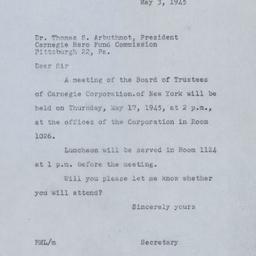 May 3, 1945
Dr. Thomas S. Arbuthnot, President
Carnegie Hero Fund Commission
Pittsburgh 22, Pa.
Dear Sir
A meeting of the Board of Trustees
of Carnegie Corporation of New York will be
held on Thursday, May 17, 1945, at 2 p.m.,
at the offices of the Corporation in Room
1026.
Luncheon will be served in Room 1124
at 1 p.m. before the meeting.
Will you please let me know whether
you will attend?
Sincerely yours
RML/m Secretary